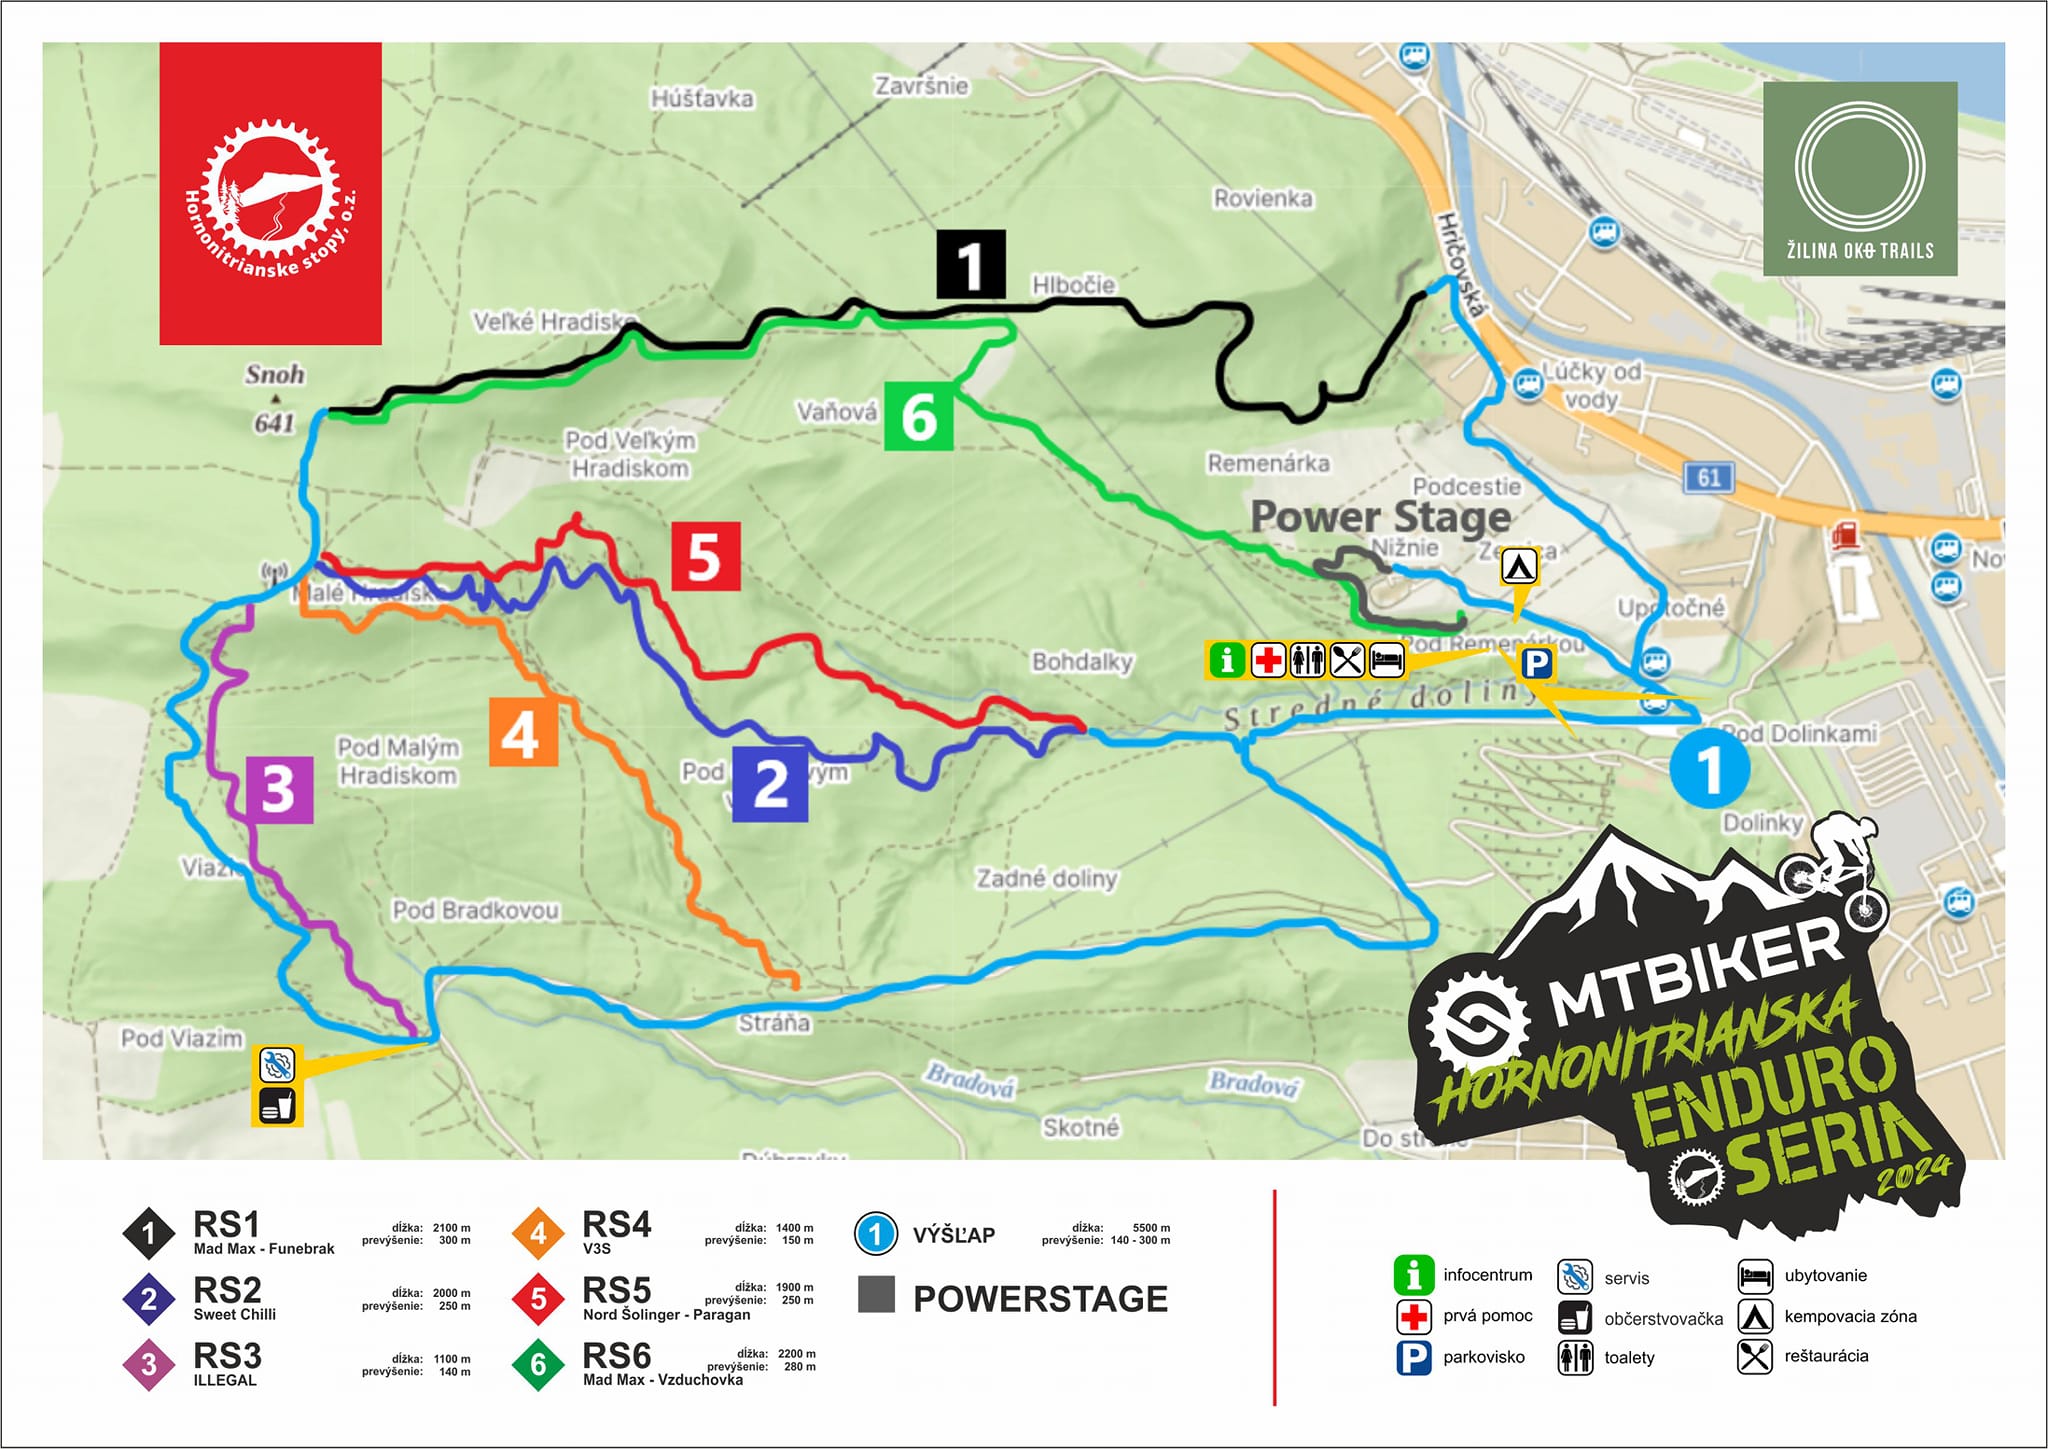 Hornonitrianske stopy, o.z.
ŽILINA OKO TRAILS
Húšťavka
Závršnie
Rovienka
Hričovská
1
Hlbočie
Veľké Hradisko
Snoh
641
Lúčky od
vody
Vaňová
6
Pod Veľkým
Hradiskom
Remenárka
Podcestie
61
Power Stage
Nižnie
5
Malé Hradisko
Upotočné
Pod Remenárkou
Bohdalky
P
Stredné doliny
4
Pod Dolinkami
Pod Malým
Hradiskom
3
Pod
2
1
Dolinky
Viazim
Zadné doliny
Pod Bradkovou
Stráňa
Pod Viazim
Bradová
Bradová
Skotné
MTBIKER
HORNONITRIANSKA
ENDURO
SERIA
2024
1 RS1
Mad Max - Funebrak
dĺžka: 2100 m
prevýšenie: 300 m
2 RS2
Sweet Chilli
dĺžka: 2000 m
prevýšenie: 250 m
3 RS3
ILLEGAL
dĺžka: 1100 m
prevýšenie: 140 m
4 RS4
V3S
dĺžka: 1400 m
prevýšenie: 150 m
5 RS5
Nord Šolinger - Paragan
dĺžka: 1900 m
prevýšenie: 250 m
6 RS6
Mad Max - Vzduchovka
dĺžka: 2200 m
prevýšenie: 280 m
1 VÝŠĽAP
dĺžka: 5500 m
prevýšenie: 140 - 300 m
POWERSTAGE
infocentrum
prvá pomoc
P parkovisko
servis
občerstvovačka
toalety
ubytovanie
kempovacia zóna
reštaurácia